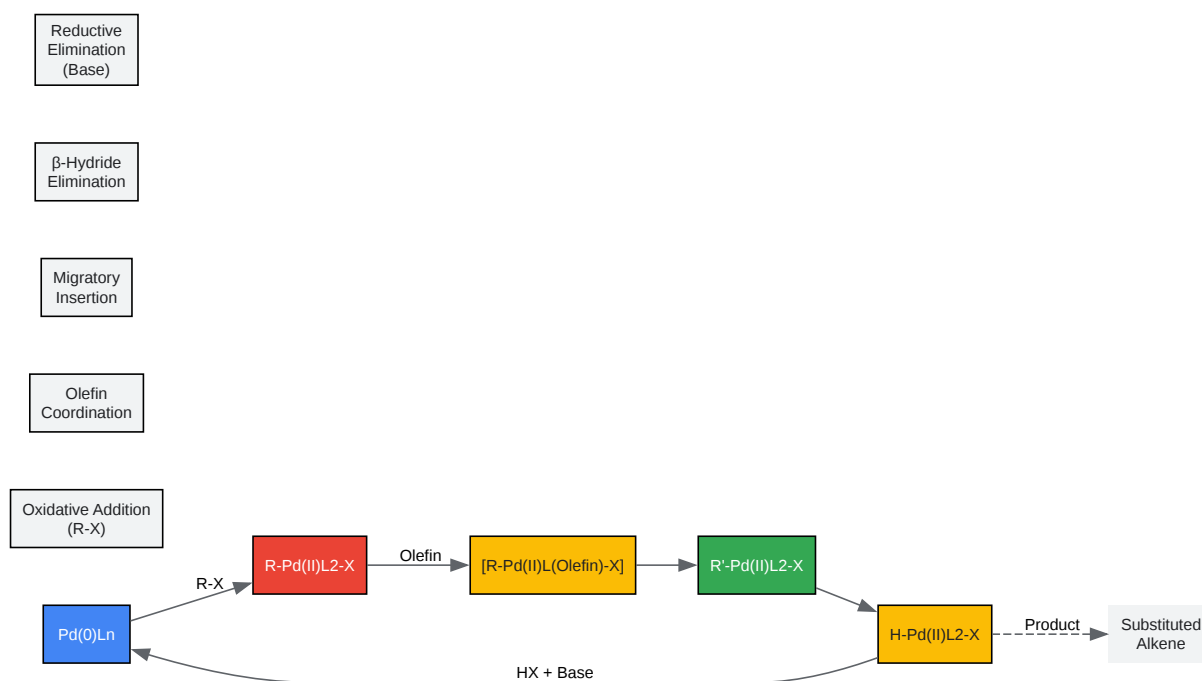 Reductive
Elimination
(Base)
β-Hydride
Elimination
Migratory
Insertion
Olefin
Coordination
Oxidative Addition
(R-X)
R-X
R-Pd(II)L2-X
Olefin
[R-Pd(II)L(Olefin)-X]
R'-Pd(II)L2-X
Pd(0)Ln
H-Pd(II)L2-X
Product
Substituted
Alkene
HX + Base